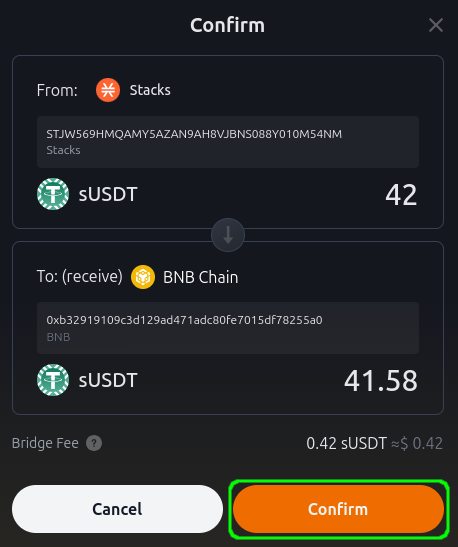 Confirm
From: Stacks
STJW569HMQAMY5AZAN9AH8VJBNS088Y010M54NM
Stacks
sUSDT 42
To: (receive) BNB Chain
0xb32919109c3d129ad471adc80fe7015df78255a0
BNB
sUSDT 41.58
Bridge Fee ? 0.42 sUSDT ≈$ 0.42
Cancel Confirm